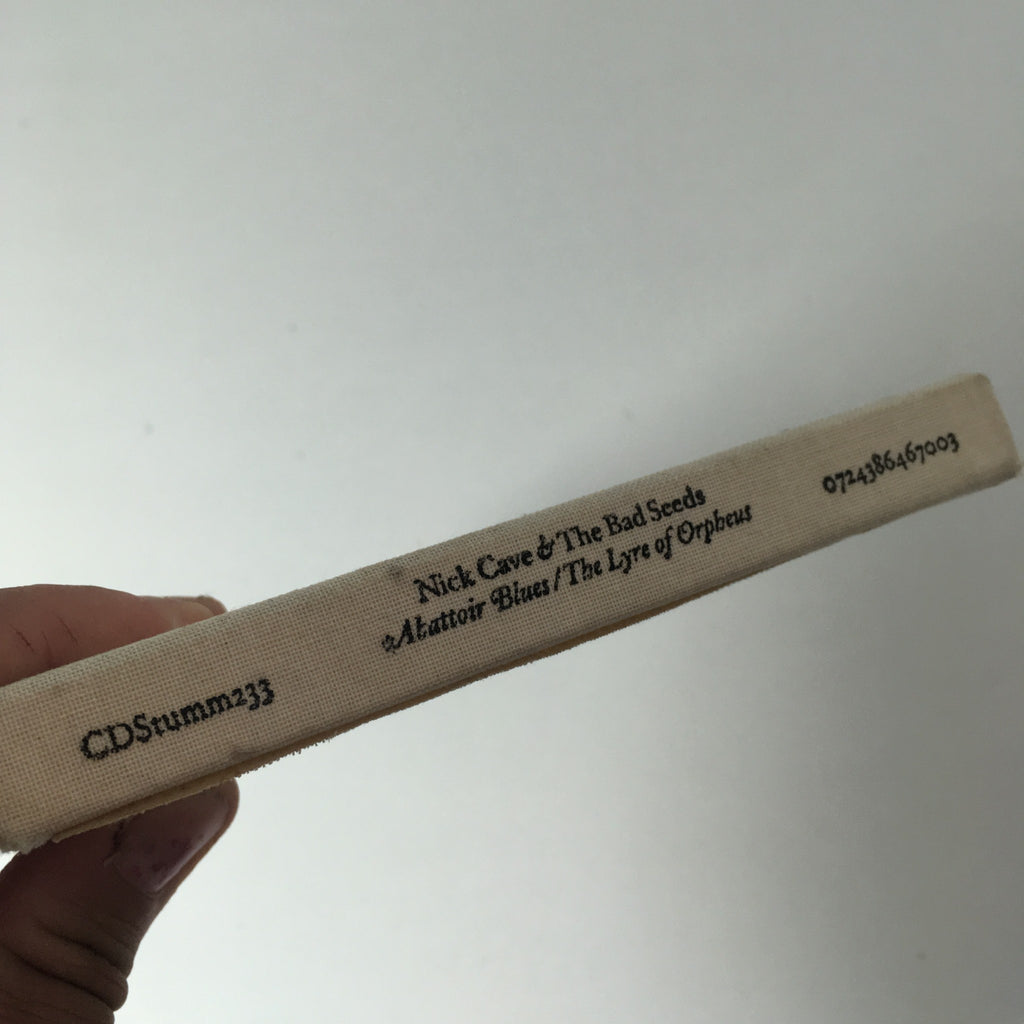 CDStumm233
Nick Cave & The Bad Seeds
Abattoir Blues / The Lyre of Orpheus
0724386467003